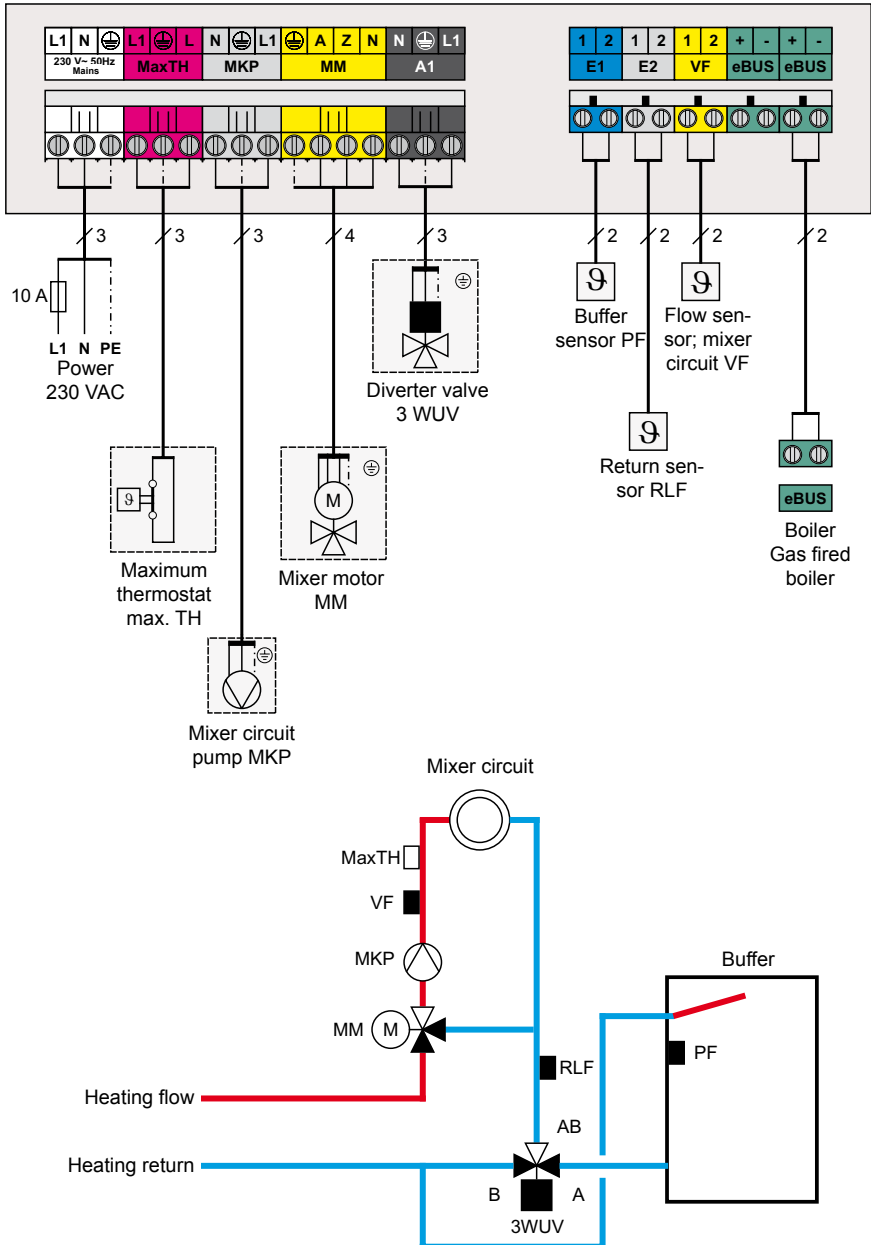 L1 N L1 L N L1 A Z N N L1 1 2 1 2 1 2 + - + -
230 V~ 50Hz
Mains
MaxTH MKP MM A1 E1 E2 VF eBUS eBUS
3 3 3 4 3 2 2 2 2
10 A
L1 N PE
Power
230 VAC
Diverter valve
3 WUV
ϑ
Buffer
sensor PF
ϑ
Flow sen-
sor; mixer
circuit VF
ϑ
Return sen-
sor RLF
eBUS
Boiler
Gas fired
boiler
ϑ
Maximum
thermostat
max. TH
M
Mixer motor
MM
Mixer circuit
pump MKP
Mixer circuit
MaxTH
VF
MKP
Buffer
MM M
PF
RLF
Heating flow
AB
Heating return
B A
3WUV